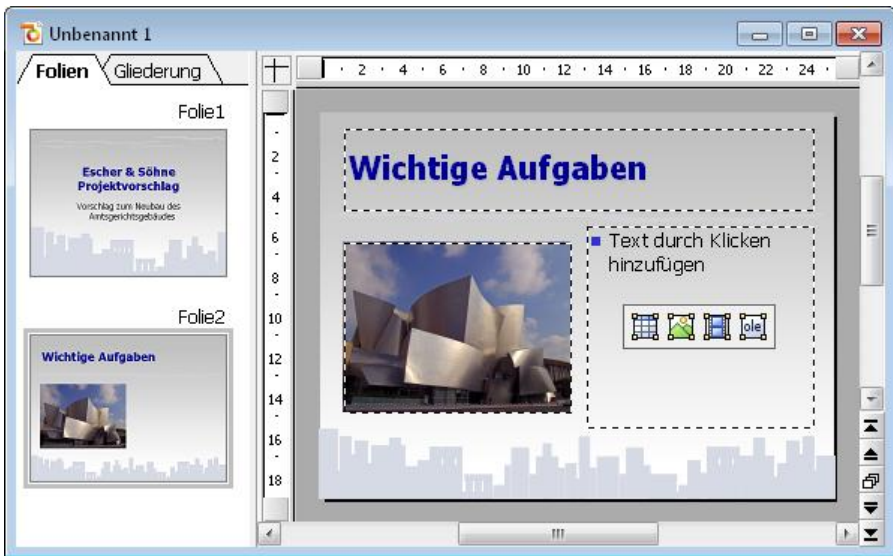 Unbenannt 1
Folien
Gliederung
2 4 6 8 10 12 14 16 18 20 22 24
Folie1
Escher & Söhne
Projektvorschlag
Vorschlag zum Neubau des
Amtsgerichtsgebäudes
Folie2
Wichtige Aufgaben
2
4
6
8
10
12
14
16
18
Wichtige Aufgaben
Text durch Klicken
hinzufügen
ole